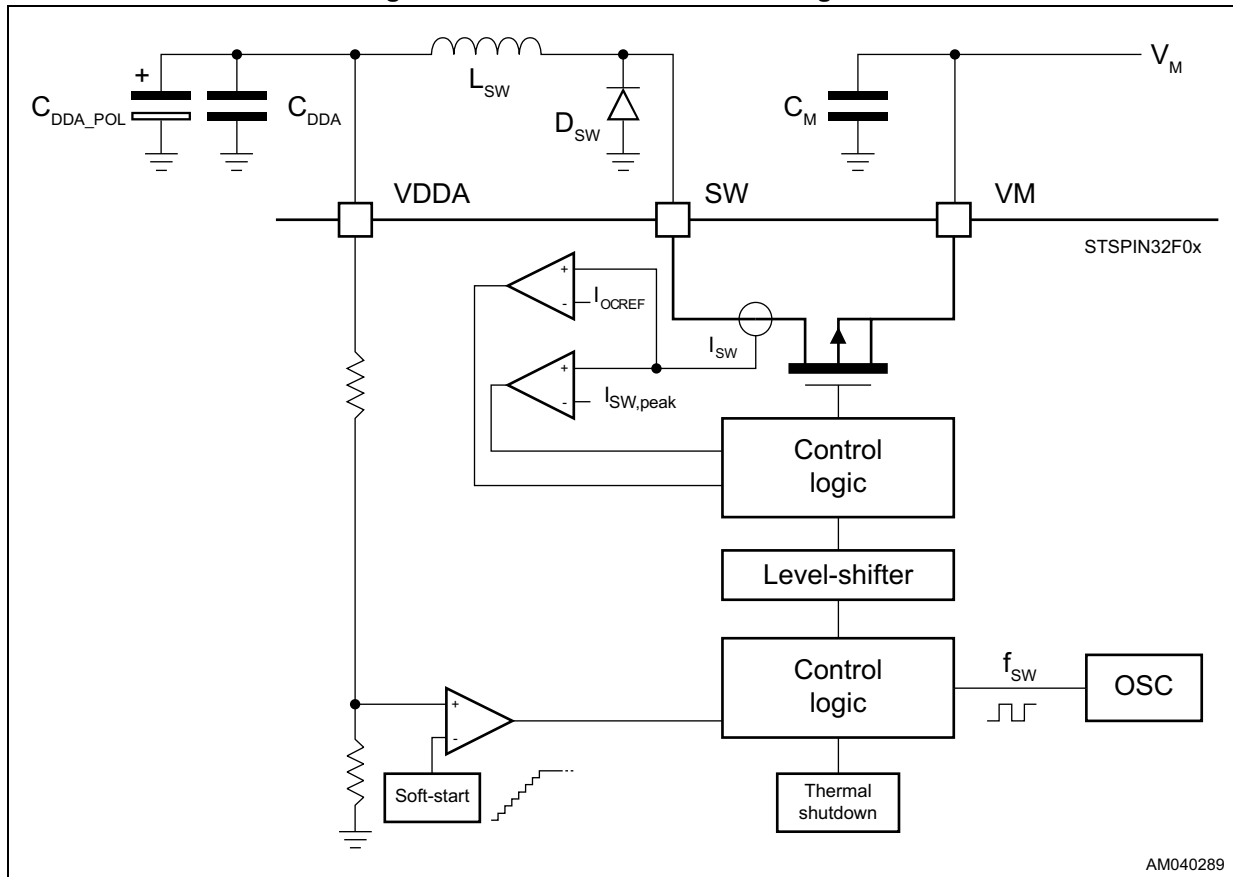 V_M
+
L_SW
C_DDA_POL
C_DDA
D_SW
C_M
VDDA
SW
VM
STSPIN32F0x
+
-
I_OCREF
I_SW
+
-
I_SW,peak
Control
logic
Level-shifter
Control
logic
f_SW
OSC
+
-
Soft-start
Thermal
shutdown
AM040289